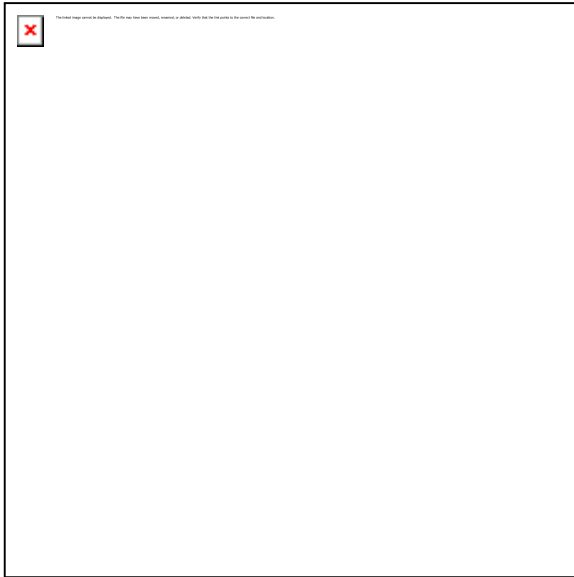 The linked image cannot be displayed.  The file may have been moved, renamed, or deleted. Verify that the link points to the correct file and location.